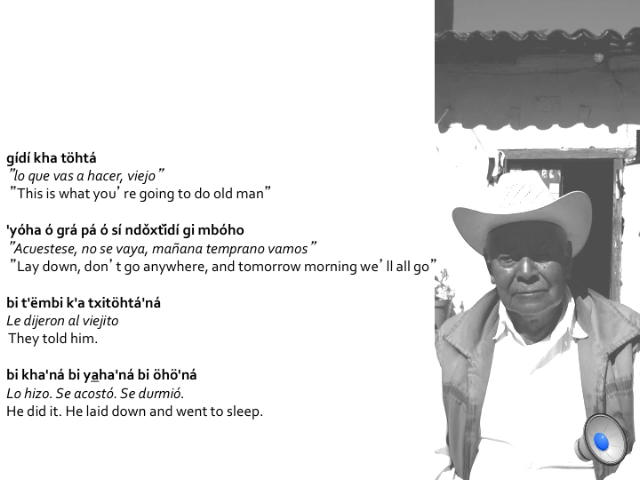 gídí kha töhtá
"lo que vas a hacer, viejo"
"This is what you' re going to do old man"
'yóha ó grá pá ó sí ndǒxt'ídí gi mbóho
"Acuestese, no se vaya, mañana temprano vamos"
"Lay down, don' t go anywhere, and tomorrow morning we' ll all go"
bi t'ëmbi k'a txitöhtá'ná
Le dijeron al viejito
They told him.
bi kha'ná bi ya̱ha'ná bi öhö'ná
Lo hizo. Se acostó. Se durmió.
He did it. He laid down and went to sleep.